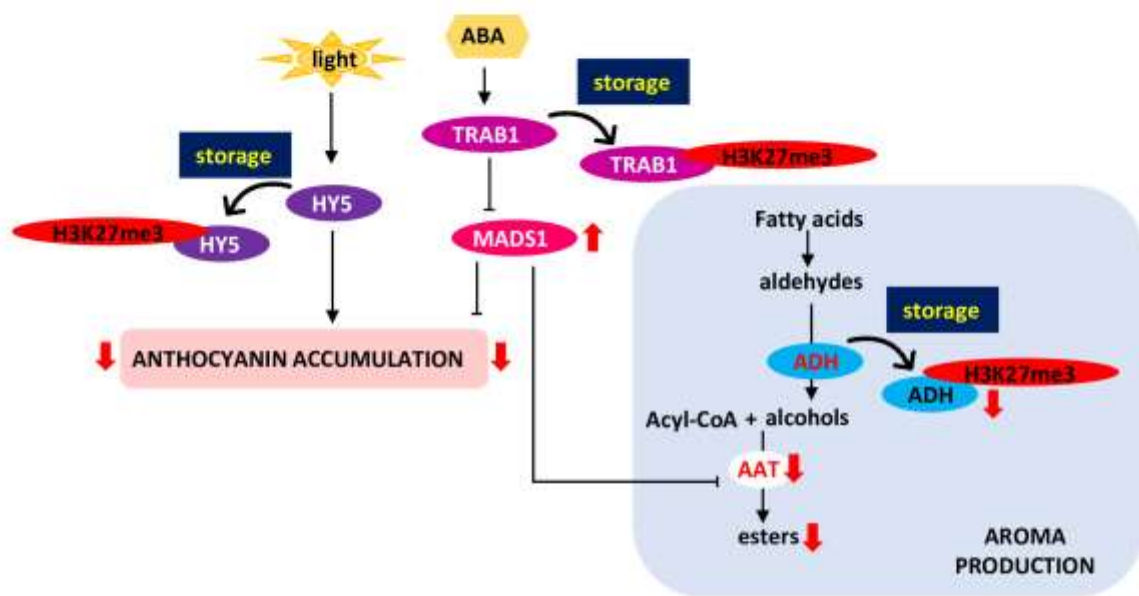 ABA
light
storage
TRAB1
storage
TRAB1
H3K27me3
HY5
H3K27me3
HY5
MADS1
Fatty acids
aldehydes
storage
ANTHOCYANIN ACCUMULATION
ADH
H3K27me3
ADH
Acyl-CoA + alcohols
AAT
esters
AROMA
PRODUCTION